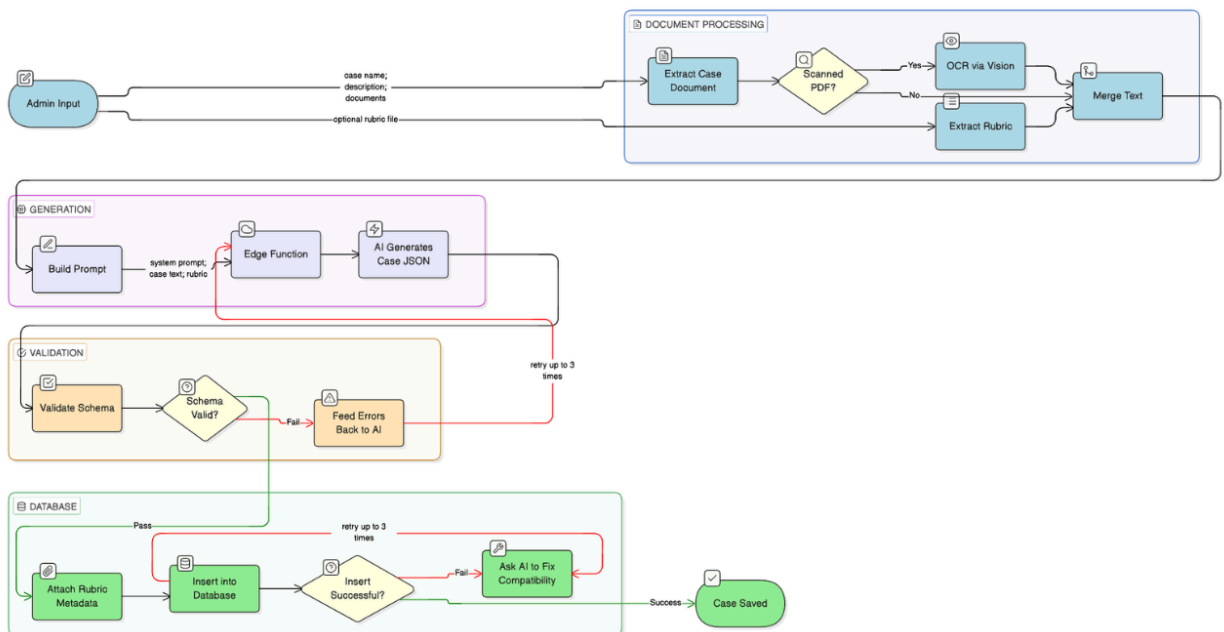 DOCUMENT PROCESSING
Admin Input
case name;
description;
documents
optional rubric file
Extract Case
Document
Scanned
PDF?
Yes
No
OCR via Vision
Extract Rubric
Merge Text
GENERATION
Build Prompt
system prompt;
case text; rubric
Edge Function
AI Generates
Case JSON
VALIDATION
Validate Schema
Schema
Valid?
Fail
Feed Errors
Back to AI
retry up to 3
times
DATABASE
Pass
retry up to 3
times
Attach Rubric
Metadata
Insert into
Database
Insert
Successful?
Fail
Ask AI to Fix
Compatibility
Success
Case Saved